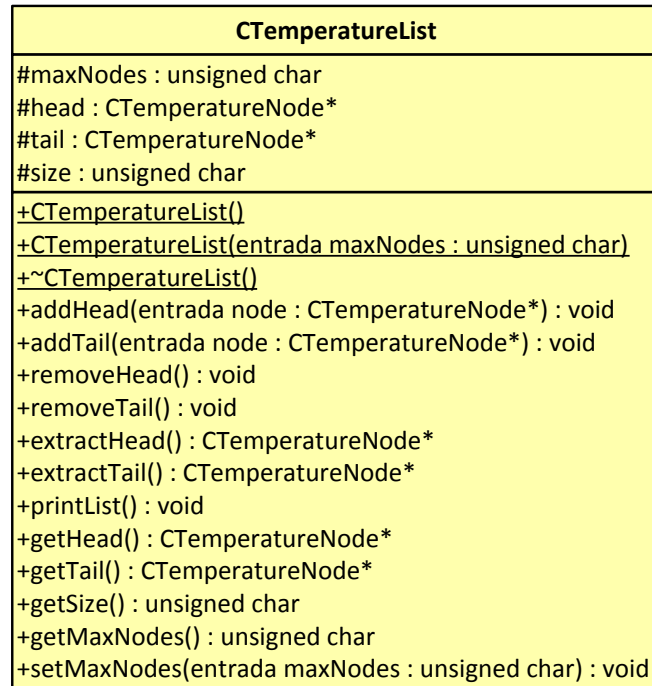 CTemperatureList
#maxNodes : unsigned char
#head : CTemperatureNode*
#tail : CTemperatureNode*
#size : unsigned char
+CTemperatureList()
+CTemperatureList(entrada maxNodes : unsigned char)
+~CTemperatureList()
+addHead(entrada node : CTemperatureNode*) : void
+addTail(entrada node : CTemperatureNode*) : void
+removeHead() : void
+removeTail() : void
+extractHead() : CTemperatureNode*
+extractTail() : CTemperatureNode*
+printList() : void
+getHead() : CTemperatureNode*
+getTail() : CTemperatureNode*
+getSize() : unsigned char
+getMaxNodes() : unsigned char
+setMaxNodes(entrada maxNodes : unsigned char) : void